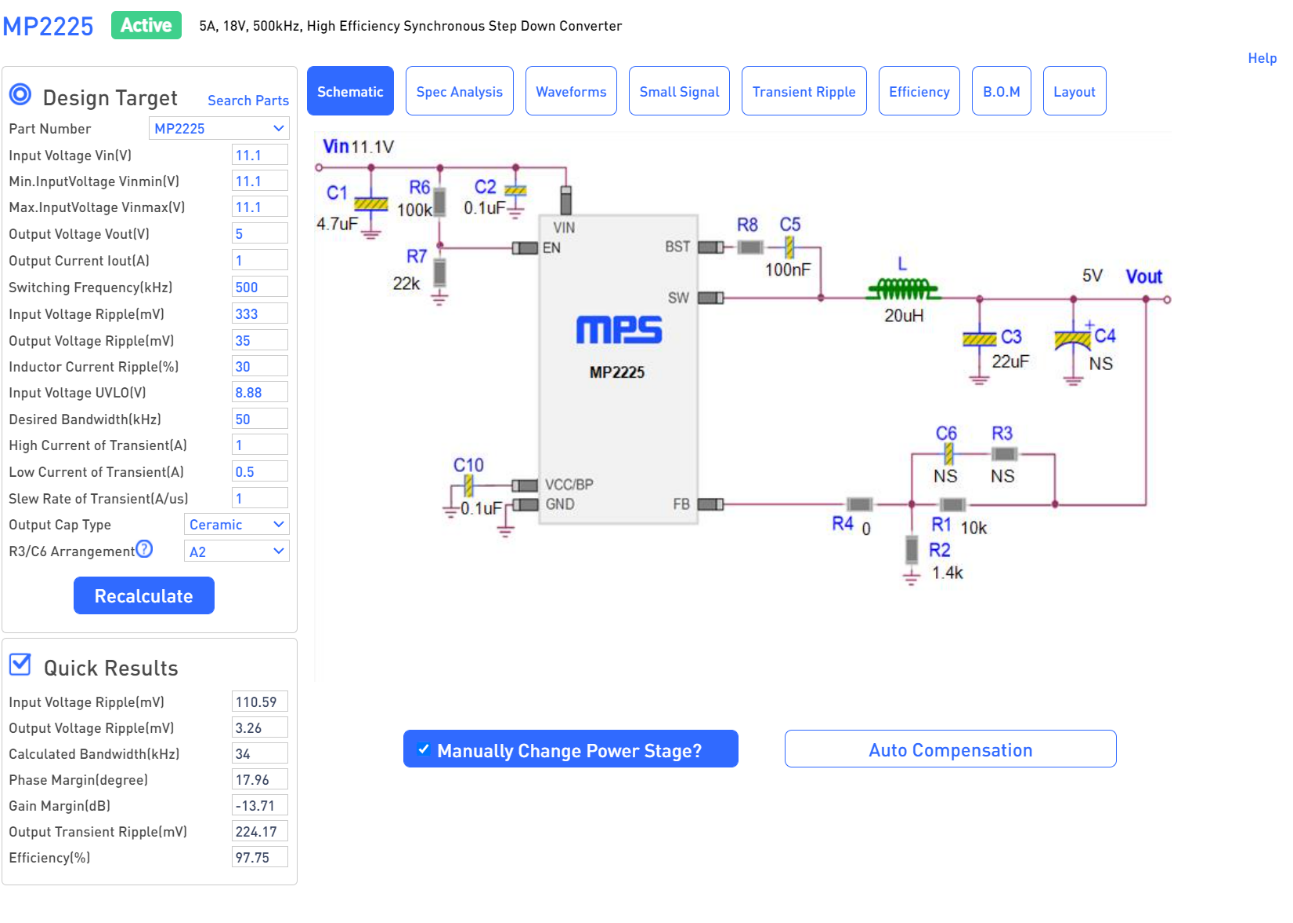 MP2225 Active 5A, 18V, 500kHz, High Efficiency Synchronous Step Down Converter
Help
Design Target Search Parts
Part Number MP2225
Input Voltage Vin(V) 11.1
Min.InputVoltage Vinmin(V) 11.1
Max.InputVoltage Vinmax(V) 11.1
Output Voltage Vout(V) 5
Output Current Iout(A) 1
Switching Frequency(kHz) 500
Input Voltage Ripple(mV) 333
Output Voltage Ripple(mV) 35
Inductor Current Ripple(%) 30
Input Voltage UVLO(V) 8.88
Desired Bandwidth(kHz) 50
High Current of Transient(A) 1
Low Current of Transient(A) 0.5
Slew Rate of Transient(A/us) 1
Output Cap Type Ceramic
R3/C6 Arrangement ? A2
Recalculate
Quick Results
Input Voltage Ripple(mV) 110.59
Output Voltage Ripple(mV) 3.26
Calculated Bandwidth(kHz) 34
Phase Margin(degree) 17.96
Gain Margin(dB) -13.71
Output Transient Ripple(mV) 224.17
Efficiency(%) 97.75
Schematic Spec Analysis Waveforms Small Signal Transient Ripple Efficiency B.O.M Layout
Vin 11.1V
C1
4.7uF
R6
100k
C2
0.1uF
R7
22k
VIN
EN
BST
SW
R8
C5
100nF
L
20uH
5V Vout
C3
22uF
+
C4
NS
MPS
MP2225
C10
0.1uF
VCC/BP
GND
FB
C6
NS
R3
NS
R4 0
R1 10k
R2
1.4k
Manually Change Power Stage?
Auto Compensation